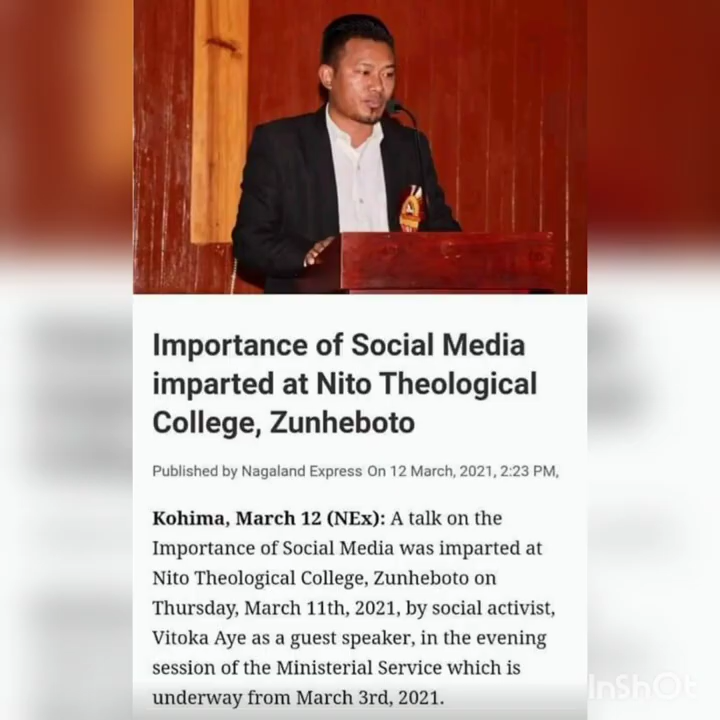 Importance of Social Media
imparted at Nito Theological
College, Zunheboto
Published by Nagaland Express On 12 March, 2021, 2:23 PM,
Kohima, March 12 (NEx): A talk on the
Importance of Social Media was imparted at
Nito Theological College, Zunheboto on
Thursday, March 11th, 2021, by social activist,
Vitoka Aye as a guest speaker, in the evening
session of the Ministerial Service which is
underway from March 3rd, 2021.
InShOt